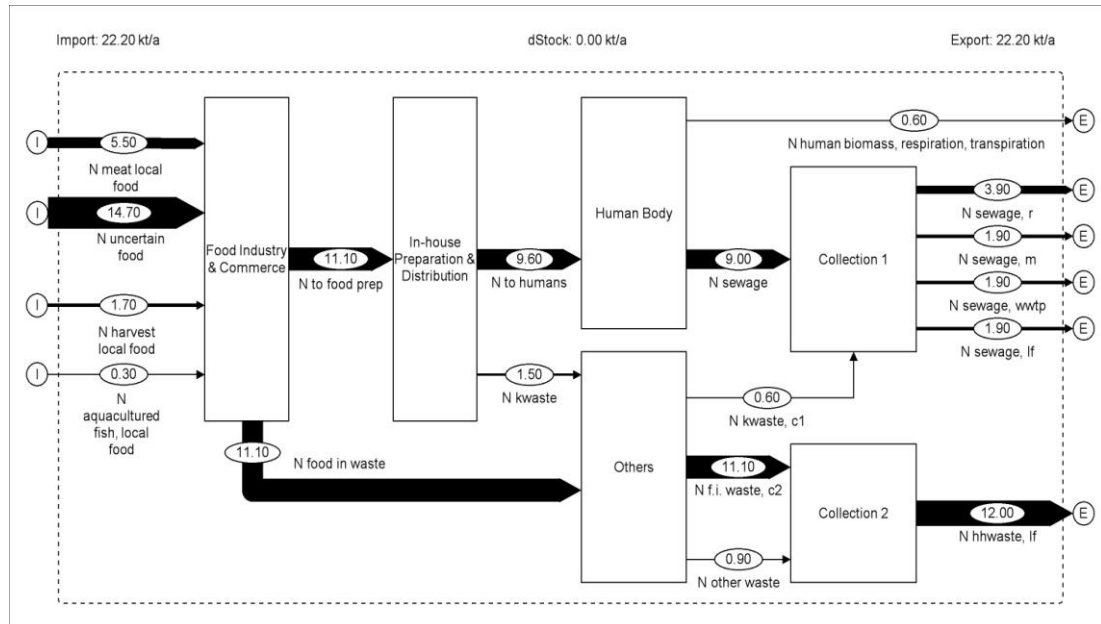 Import: 22.20 kt/a
dStock: 0.00 kt/a
Export: 22.20 kt/a
I
5.50
N meat local
food
I
14.70
N uncertain
food
I
1.70
N harvest
local food
I
0.30
N
aquacultured
fish, local
food
Food Industry
& Commerce
11.10
N to food prep
11.10
N food in waste
In-house
Preparation &
Distribution
9.60
N to humans
1.50
N kwaste
Human Body
0.60
E
N human biomass, respiration, transpiration
9.00
N sewage
Others
0.60
N kwaste, c1
11.10
N f.i. waste, c2
0.90
N other waste
Collection 1
3.90
E
N sewage, r
1.90
E
N sewage, m
1.90
E
N sewage, wwtp
1.90
E
N sewage, lf
Collection 2
12.00
E
N hhwaste, lf